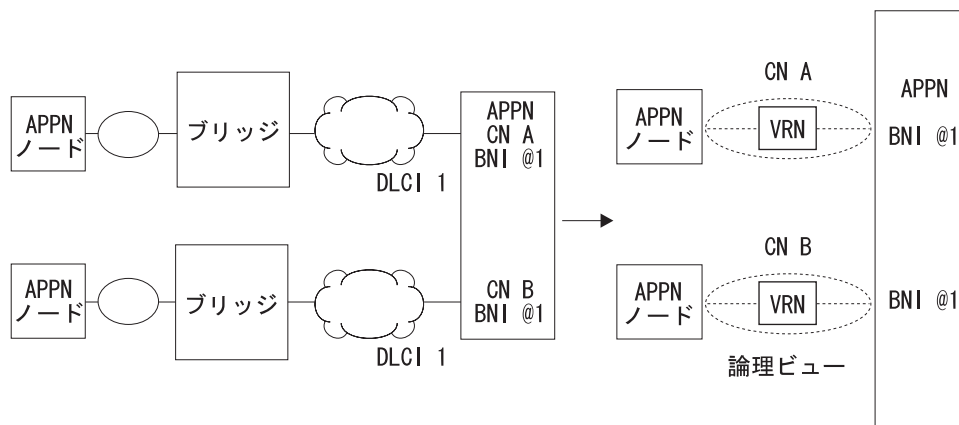 APPN
ノード
ブリッジ
DLCI 1
APPN
CN A
BNI @1
APPN
ノード
ブリッジ
DLCI 1
CN B
BNI @1
CN A
APPN
ノード
VRN
APPN
BNI @1
CN B
APPN
ノード
VRN
BNI @1
論理ビュー